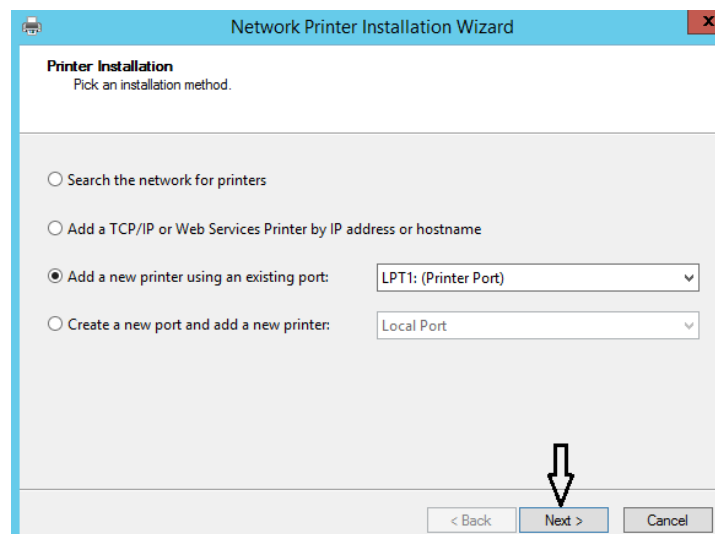 Network Printer Installation Wizard
x
Printer Installation
Pick an installation method.
Search the network for printers
Add a TCP/IP or Web Services Printer by IP address or hostname
Add a new printer using an existing port: LPT1: (Printer Port)
Create a new port and add a new printer: Local Port
< Back Next > Cancel